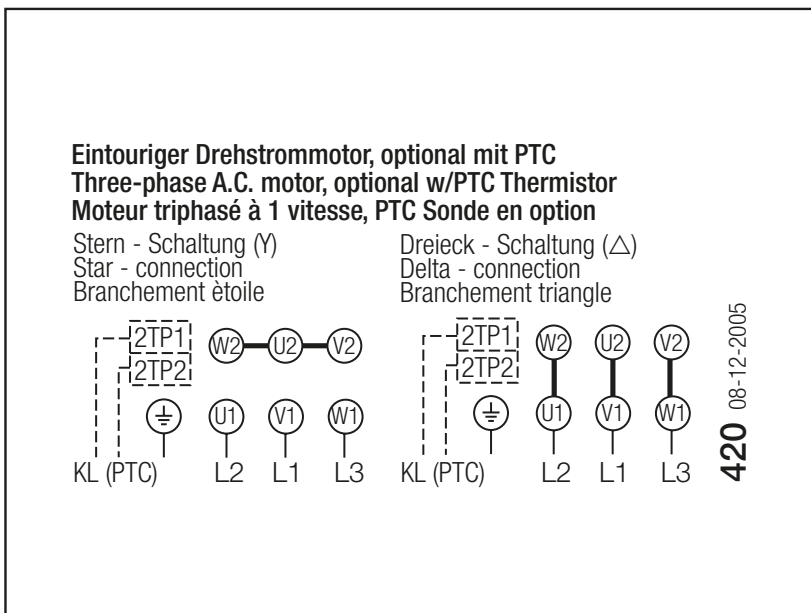 Eintouriger Drehstrommotor, optional mit PTC
Three-phase A.C. motor, optional w/PTC Thermistor
Moteur triphasé à 1 vitesse, PTC Sonde en option
Stern - Schaltung (Y)
Star - connection
Branchement ètoile
2TP1 W2 U2 V2
2TP2
U1 V1 W1
KL (PTC) L2 L1 L3
Dreieck - Schaltung (△)
Delta - connection
Branchement triangle
2TP1 W2 U2 V2
2TP2
U1 V1 W1
KL (PTC) L2 L1 L3
420 08-12-2005